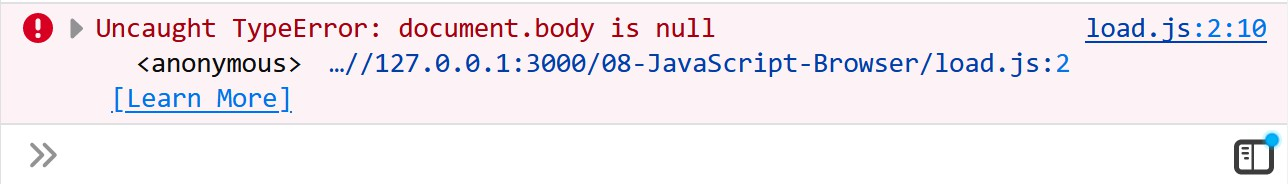 Uncaught TypeError: document.body is null load.js:2:10
<anonymous> …//127.0.0.1:3000/08-JavaScript-Browser/load.js:2
[Learn More]